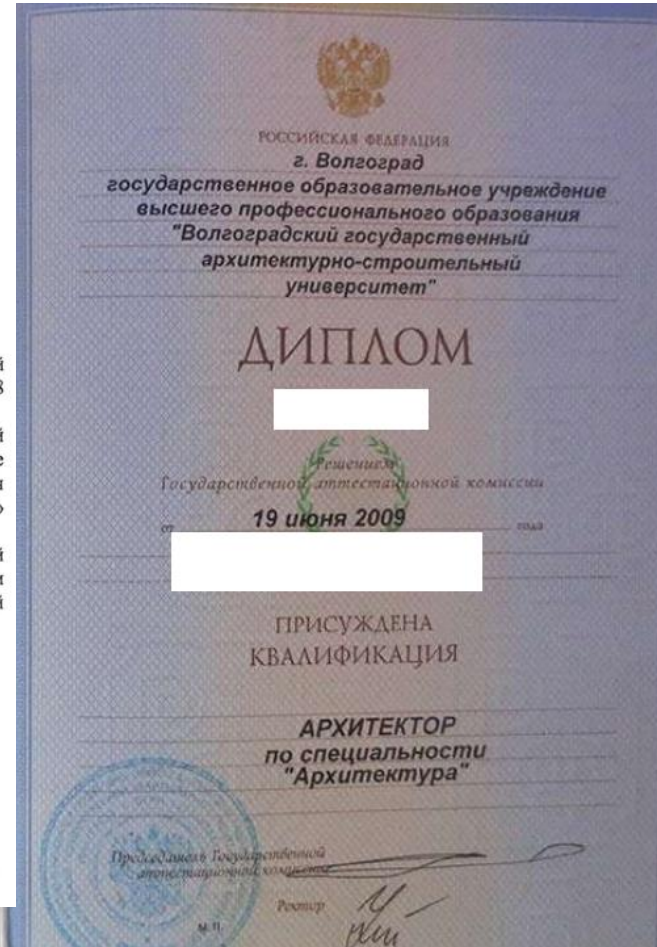 РОССИЙСКАЯ ФЕДЕРАЦИЯ
г. Волгоград
государственное образовательное учреждение
высшего профессионального образования
"Волгоградский государственный
архитектурно-строительный
университет"
ДИПЛОМ
Решением
Государственной аттестационной комиссии
от 19 июня 2009 года
ПРИСУЖДЕНА
КВАЛИФИКАЦИЯ
АРХИТЕКТОР
по специальности
"Архитектура"
Председатель Государственной
аттестационной комиссии
Ректор
М.П.